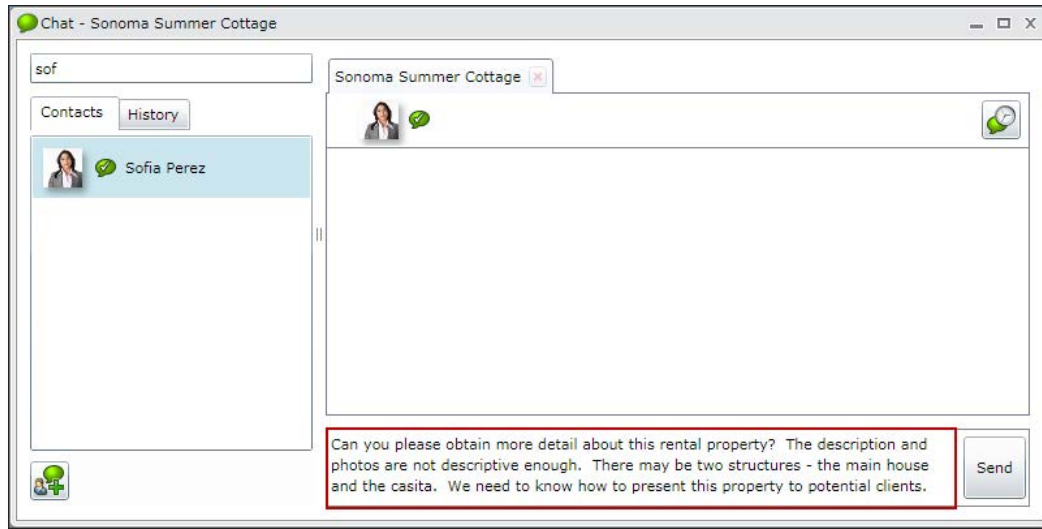 Chat - Sonoma Summer Cottage
sof
Contacts
History
Sofia Perez
Sonoma Summer Cottage
Can you please obtain more detail about this rental property?  The description and
photos are not descriptive enough.  There may be two structures - the main house
and the casita.  We need to know how to present this property to potential clients.
Send